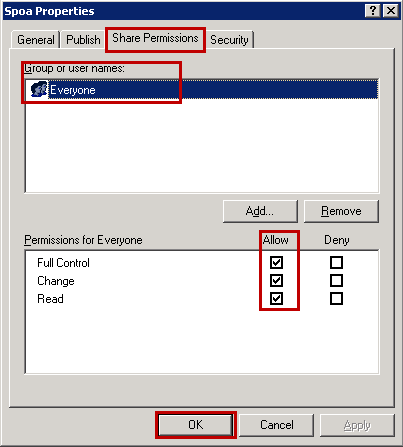 Spoa Properties
General Publish Share Permissions Security
Group or user names:
Everyone
Add... Remove
Permissions for Everyone Allow Deny
Full Control
Change
Read
OK Cancel Apply